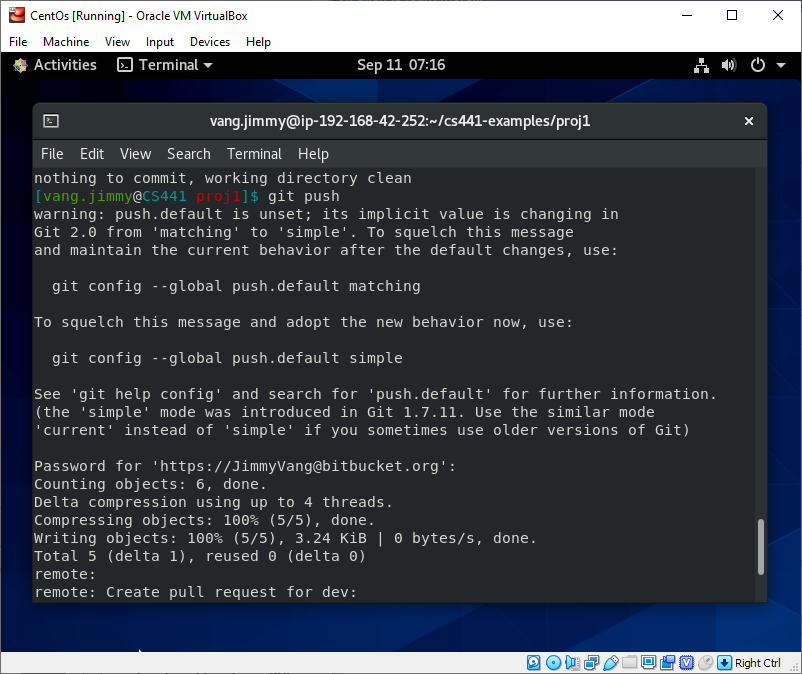 CentOs [Running] - Oracle VM VirtualBox
File Machine View Input Devices Help
Activities Terminal Sep 11 07:16
vang.jimmy@ip-192-168-42-252:~/cs441-examples/proj1
File Edit View Search Terminal Help
nothing to commit, working directory clean
[vang.jimmy@CS441 proj1]$ git push
warning: push.default is unset; its implicit value is changing in
Git 2.0 from 'matching' to 'simple'. To squelch this message
and maintain the current behavior after the default changes, use:
git config --global push.default matching
To squelch this message and adopt the new behavior now, use:
git config --global push.default simple
See 'git help config' and search for 'push.default' for further information.
(the 'simple' mode was introduced in Git 1.7.11. Use the similar mode
'current' instead of 'simple' if you sometimes use older versions of Git)
Password for 'https://JimmyVang@bitbucket.org':
Counting objects: 6, done.
Delta compression using up to 4 threads.
Compressing objects: 100% (5/5), done.
Writing objects: 100% (5/5), 3.24 KiB | 0 bytes/s, done.
Total 5 (delta 1), reused 0 (delta 0)
remote:
remote: Create pull request for dev:
Right Ctrl